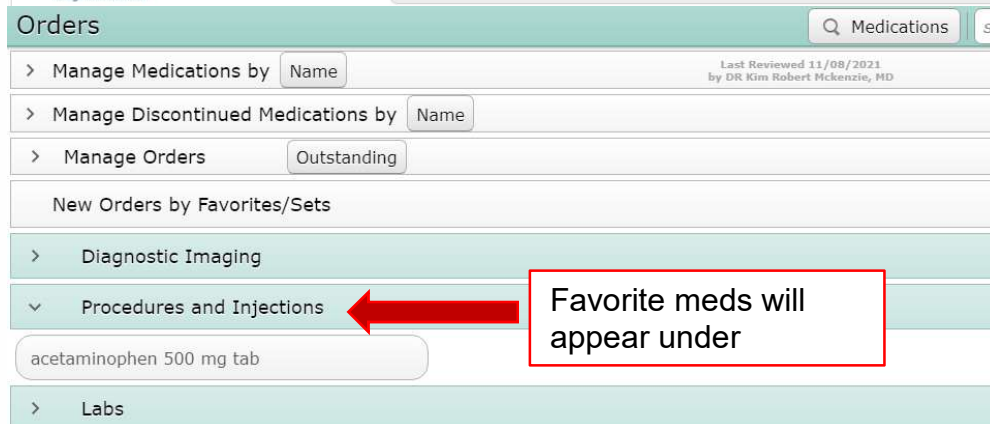 Orders
Medications
Manage Medications by Name
Last Reviewed 11/08/2021
by DR Kim Robert Mckenzie, MD
Manage Discontinued Medications by Name
Manage Orders Outstanding
New Orders by Favorites/Sets
Diagnostic Imaging
Procedures and Injections
Favorite meds will
appear under
acetaminophen 500 mg tab
Labs